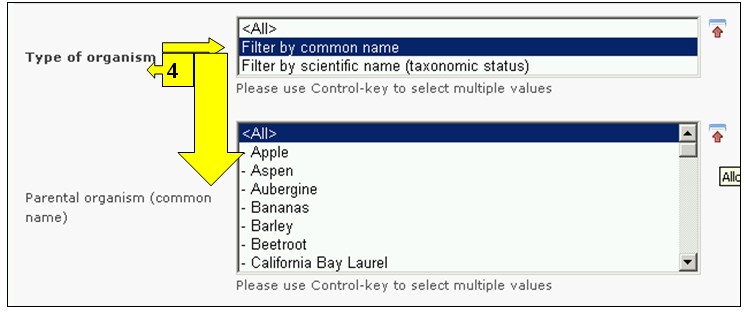 <All>
Type of organism
Filter by common name
4
Filter by scientific name (taxonomic status)
Please use Control-key to select multiple values
<All>
- Apple
- Aspen
- Aubergine
Parental organism (common
name)
- Bananas
- Barley
- Beetroot
- California Bay Laurel
Please use Control-key to select multiple values